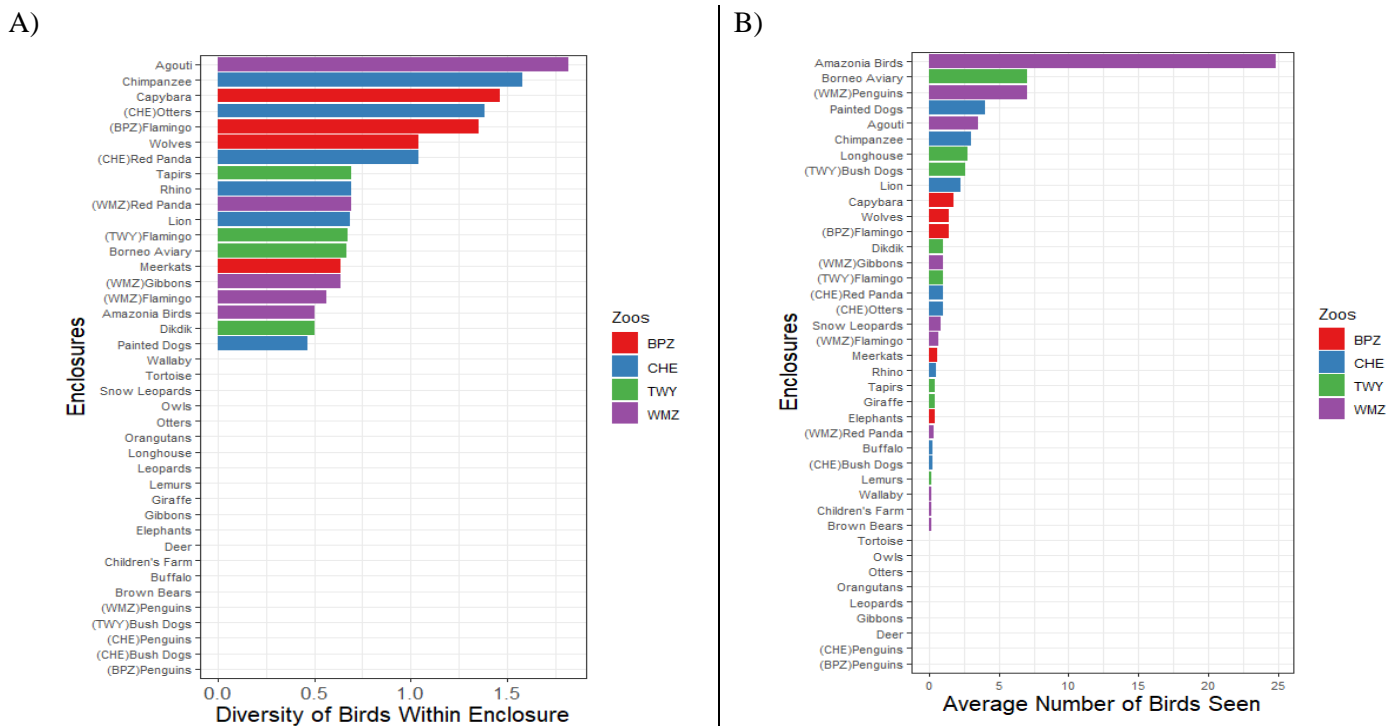 A)
Enclosures
Agouti
Chimpanzee
Capybara
(CHE)Otters
(BPZ)Flamingo
Wolves
(CHE)Red Panda
Tapirs
Rhino
(WMZ)Red Panda
Lion
(TWY)Flamingo
Borneo Aviary
Meerkats
(WMZ)Gibbons
(WMZ)Flamingo
Amazonia Birds
Dikdik
Painted Dogs
Wallaby
Tortoise
Snow Leopards
Owls
Otters
Orangutans
Longhouse
Leopards
Lemurs
Giraffe
Gibbons
Elephants
Deer
Children's Farm
Buffalo
Brown Bears
(WMZ)Penguins
(TWY)Bush Dogs
(CHE)Penguins
(CHE)Bush Dogs
(BPZ)Penguins
0.0 0.5 1.0 1.5
Diversity of Birds Within Enclosure
Zoos
BPZ
CHE
TWY
WMZ
B)
Enclosures
Amazonia Birds
Borneo Aviary
(WMZ)Penguins
Painted Dogs
Agouti
Chimpanzee
Longhouse
(TWY)Bush Dogs
Lion
Capybara
Wolves
(BPZ)Flamingo
Dikdik
(WMZ)Gibbons
(TWY)Flamingo
(CHE)Red Panda
(CHE)Otters
Snow Leopards
(WMZ)Flamingo
Meerkats
Rhino
Tapirs
Giraffe
Elephants
(WMZ)Red Panda
Buffalo
(CHE)Bush Dogs
Lemurs
Wallaby
Children's Farm
Brown Bears
Tortoise
Owls
Otters
Orangutans
Leopards
Gibbons
Deer
(CHE)Penguins
(BPZ)Penguins
0 5 10 15 20 25
Average Number of Birds Seen
Zoos
BPZ
CHE
TWY
WMZ